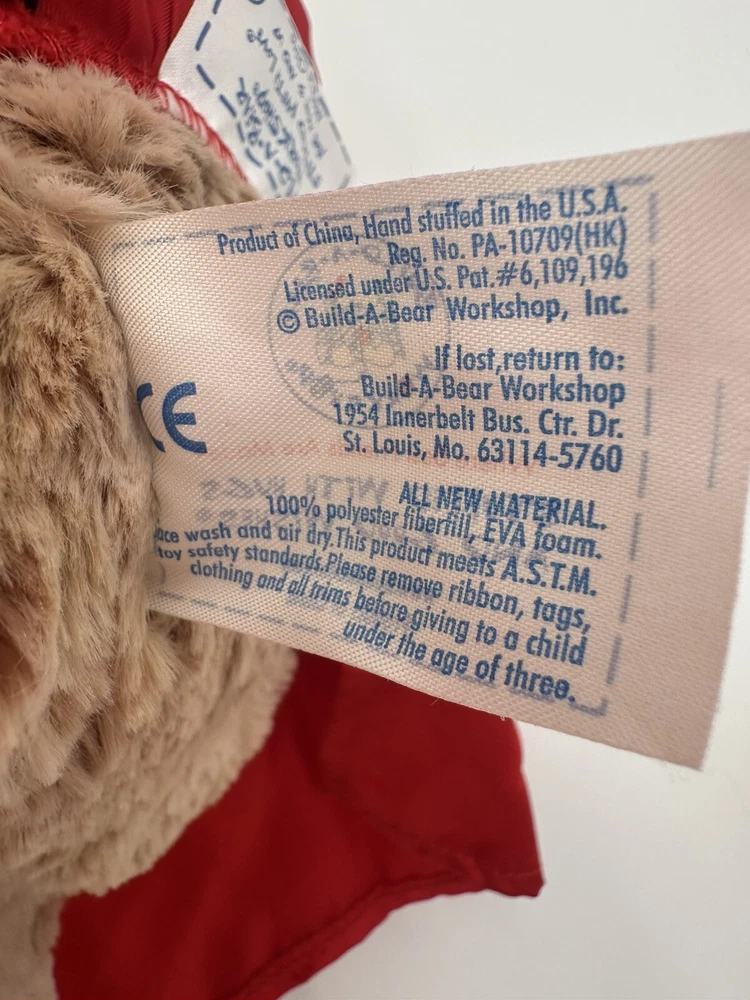 Product of China, Hand stuffed in the U.S.A.
Reg. No. PA-10709(HK)
Licensed under U.S. Pat.#6,109,196
© Build-A-Bear Workshop, Inc.
If lost,return to:
Build-A-Bear Workshop
1954 Innerbelt Bus. Ctr. Dr.
St. Louis, Mo. 63114-5760
CE
ALL NEW MATERIAL.
100% polyester fiberfill, EVA foam.
wash and air dry.This product meets A.S.T.M.
toy safety standards.Please remove ribbon, tags,
clothing and all trims before giving to a child
under the age of three.